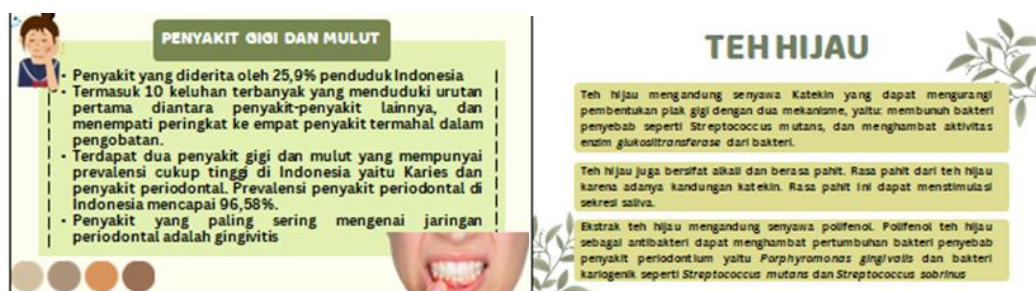 PENYAKIT GIGI DAN MULUT
• Penyakit yang diderita oleh 25,9% penduduk Indonesia
• Termasuk 10 keluhan terbanyak yang menduduki urutan
pertama diantara penyakit-penyakit lainnya, dan
menempati peringkat ke empat penyakit termahal dalam
pengobatan.
• Terdapat dua penyakit gigi dan mulut yang mempunyai
prevalensi cukup tinggi di Indonesia yaitu Karies dan
penyakit periodontal. Prevalensi penyakit periodontal di
Indonesia mencapai 96,58%.
• Penyakit yang paling sering mengenai jaringan
periodontal adalah gingivitis
TEH HIJAU
Teh hijau mengandung senyawa Katekin yang dapat mengurangi
pembentukan plak gigi dengan dua mekanisme, yaitu: membunuh bakteri
penyebab seperti Streptococcus mutans, dan menghambat aktivitas
enzim glukosiltransferase dari bakteri.
Teh hijau juga bersifat alkali dan berasa pahit. Rasa pahit dari teh hijau
karena adanya kandungan katekin. Rasa pahit ini dapat menstimulasi
sekresi saliva.
Ekstrak teh hijau mengandung senyawa polifenol. Polifenol teh hijau
sebagai antibakteri dapat menghambat pertumbuhan bakteri penyebab
penyakit periodontium yaitu Porphyromonas gingivalis dan bakteri
kariogenik seperti Streptococcus mutans dan Streptococcus sobrinus